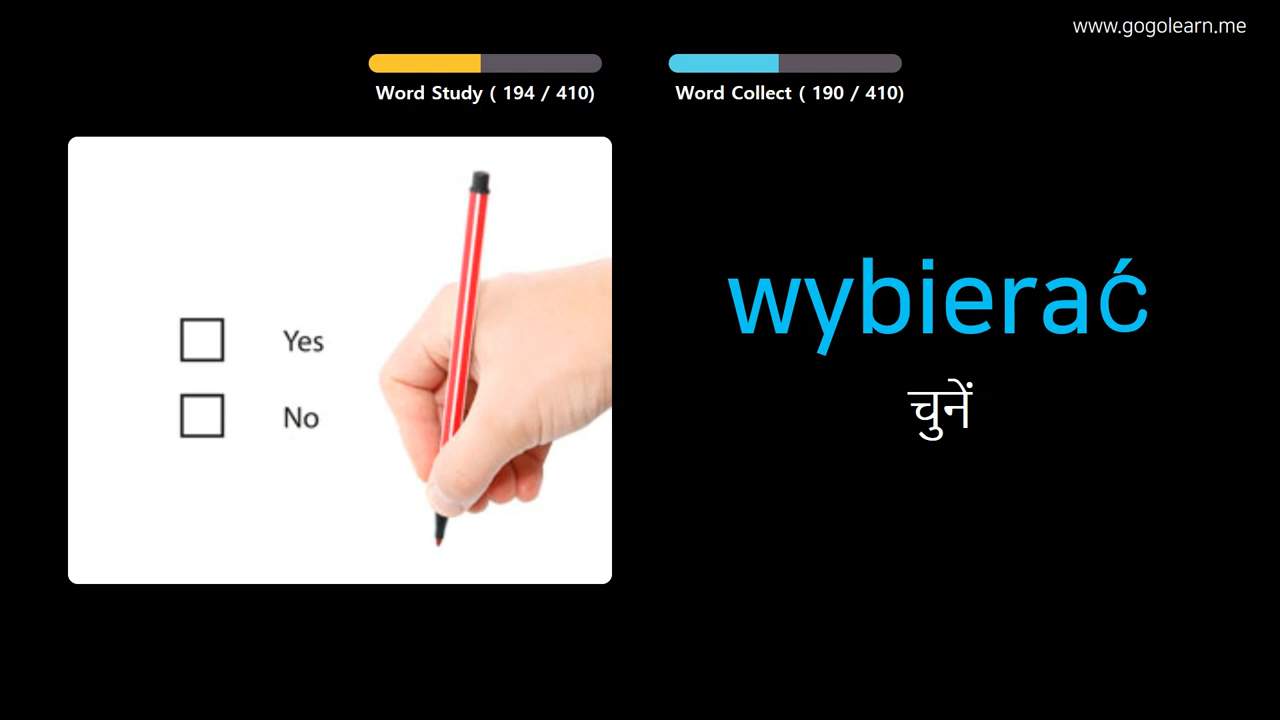 www.gogolearn.me
Word Study ( 194 / 410)
Word Collect ( 190 / 410)
Yes
No
wybierać
चुनें